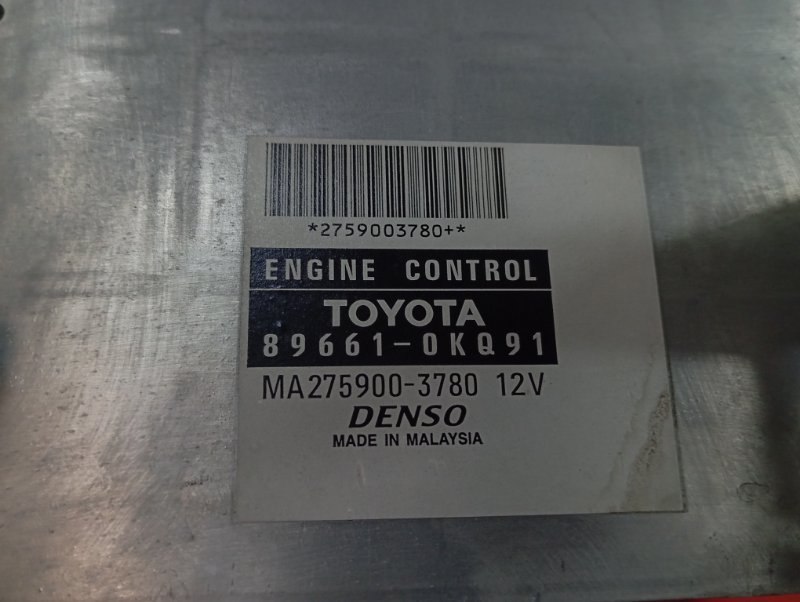 *2759003780+*
ENGINE CONTROL
TOYOTA
89661-0KQ91
MA275900-3780 12V
DENSO
MADE IN MALAYSIA